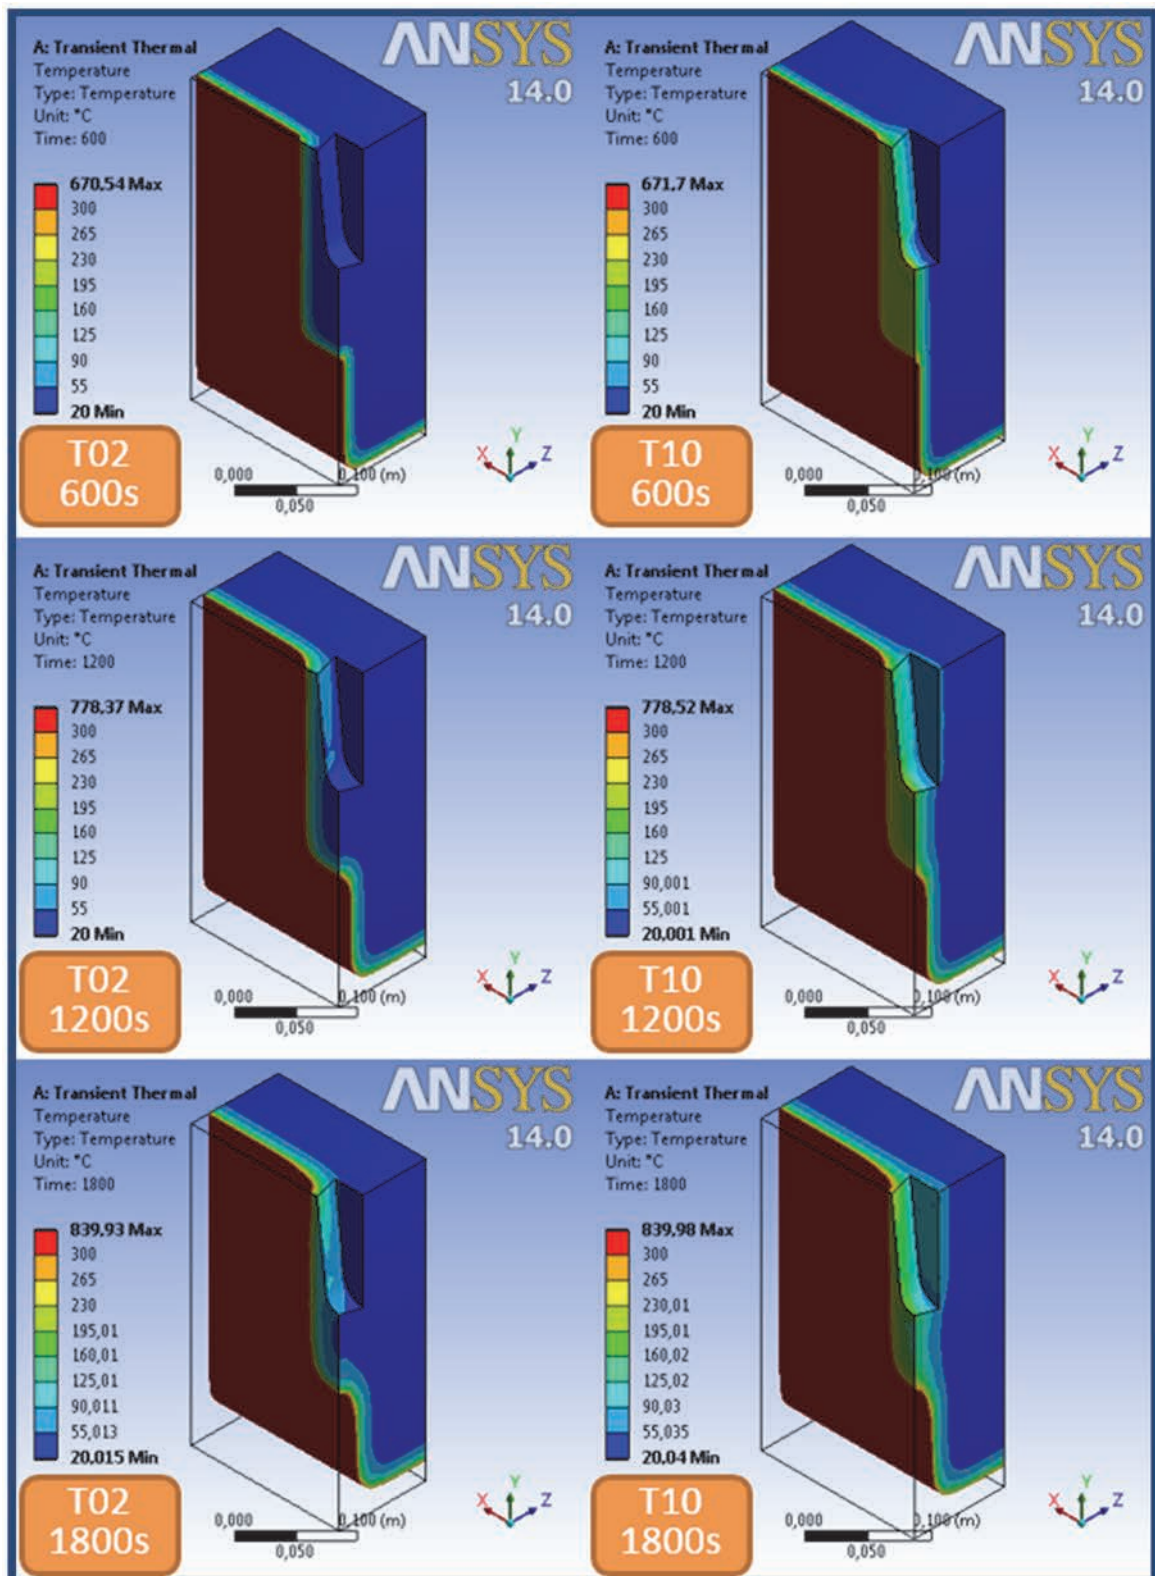 A: Transient Thermal
Temperature
Type: Temperature
Unit: °C
Time: 600
ANSYS
14.0
670,54 Max
300
265
230
195
160
125
90
55
20 Min
T02
600s
0,000
0,100 (m)
0,050
X
Y
Z
A: Transient Thermal
Temperature
Type: Temperature
Unit: °C
Time: 600
ANSYS
14.0
671,7 Max
300
265
230
195
160
125
90
55
20 Min
T10
600s
0,000
0,100 (m)
0,050
X
Y
Z
A: Transient Thermal
Temperature
Type: Temperature
Unit: °C
Time: 1200
ANSYS
14.0
778,37 Max
300
265
230
195
160
125
90
55
20 Min
T02
1200s
0,000
0,100 (m)
0,050
X
Y
Z
A: Transient Thermal
Temperature
Type: Temperature
Unit: °C
Time: 1200
ANSYS
14.0
778,52 Max
300
265
230
195
160
125
90,001
55,001
20,001 Min
T10
1200s
0,000
0,100 (m)
0,050
X
Y
Z
A: Transient Thermal
Temperature
Type: Temperature
Unit: °C
Time: 1800
ANSYS
14.0
839,93 Max
300
265
230
195,01
160,01
125,01
90,011
55,013
20,015 Min
T02
1800s
0,000
0,100 (m)
0,050
X
Y
Z
A: Transient Thermal
Temperature
Type: Temperature
Unit: °C
Time: 1800
ANSYS
14.0
839,98 Max
300
265
230,01
195,01
160,02
125,02
90,03
55,035
20,04 Min
T10
1800s
0,000
0,100 (m)
0,050
X
Y
Z